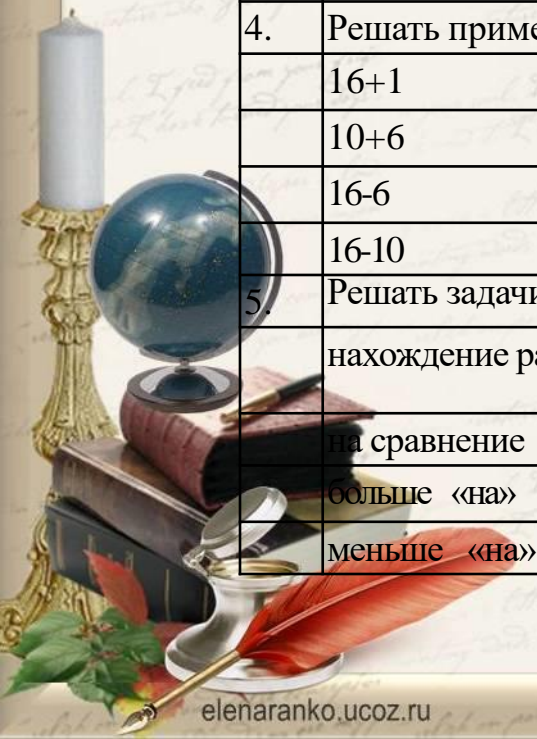 4. Решать
16+1
10+6
16-6
16-10
5. Решать задачи
нахождение
на сравнение
больше «на»
меньше «на»
elenaranko.ucoz.ru